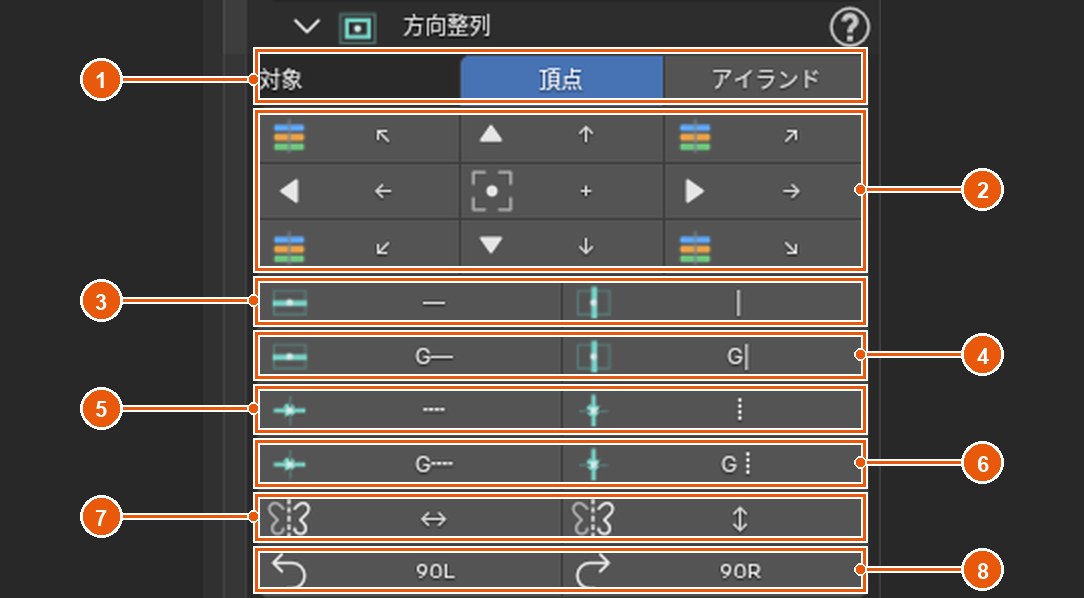 方向整列
?
1 対象 頂点 アイランド
↖ ↑ ↗
← + → 2
↙ ↓ ↘
3 — |
G— G| 4
5 ---- ┊
G---- G┊ 6
7 ↔ ↕
90L 90R 8